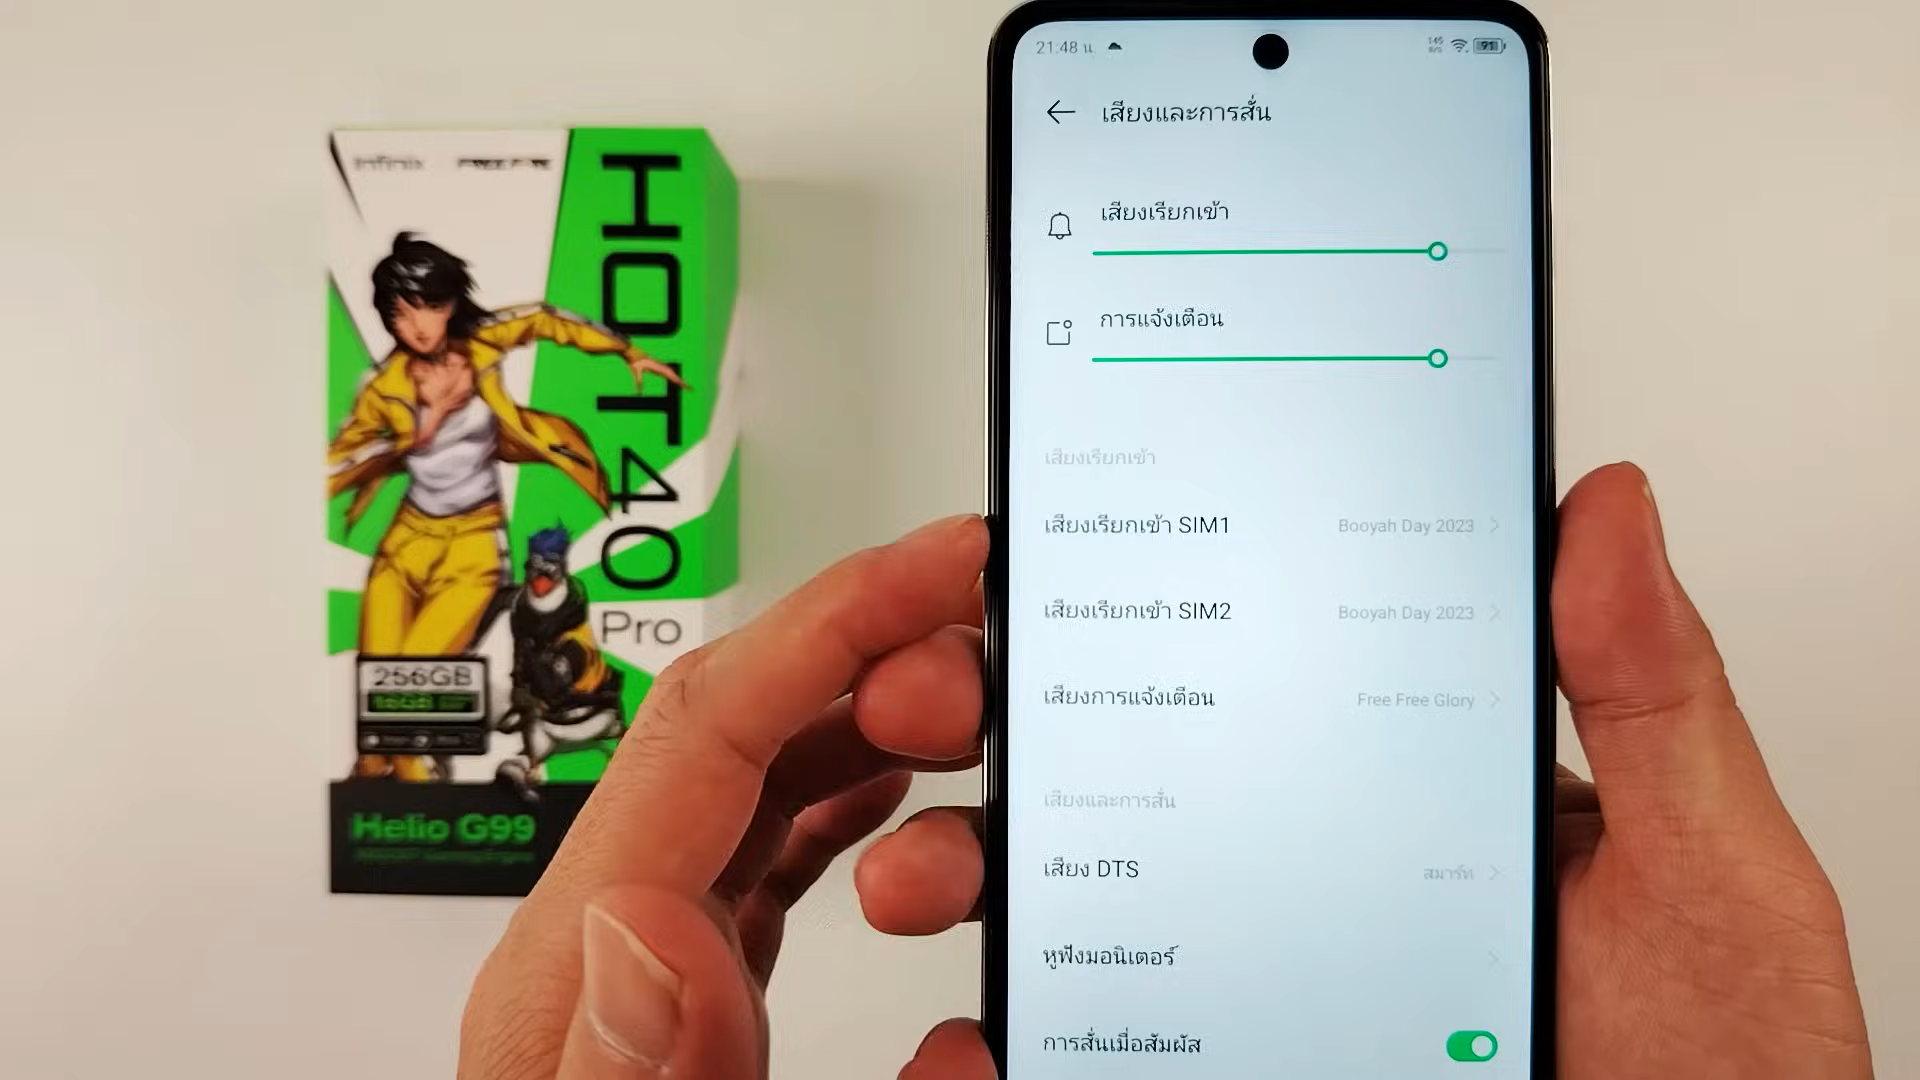 Infinix FREE FIRE
HOT 40
Pro
256GB
16GB
Helio G99
21:48 น.
145
B/S
91
เสียงและการสั่น
เสียงเรียกเข้า
การแจ้งเตือน
เสียงเรียกเข้า
เสียงเรียกเข้า SIM1 Booyah Day 2023
เสียงเรียกเข้า SIM2 Booyah Day 2023
เสียงการแจ้งเตือน Free Free Glory
เสียงและการสั่น
เสียง DTS สมาร์ท
หูฟังมอนิเตอร์
การสั่นเมื่อสัมผัส